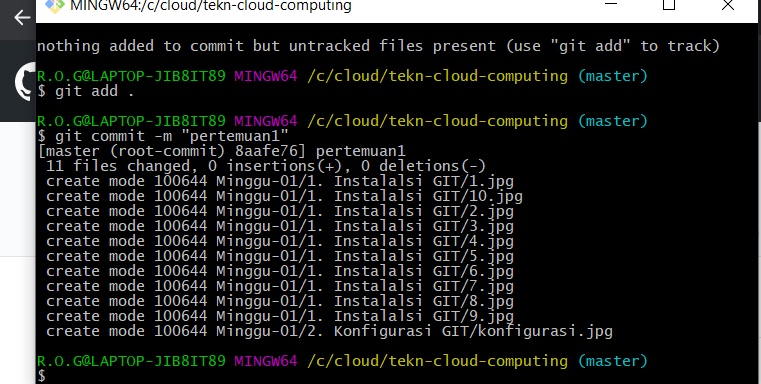 MINGW64:/c/cloud/tekn-cloud-computing
nothing added to commit but untracked files present (use "git add" to track)
R.O.G@LAPTOP-JIB8IT89 MINGW64 /c/cloud/tekn-cloud-computing (master)
$ git add .
R.O.G@LAPTOP-JIB8IT89 MINGW64 /c/cloud/tekn-cloud-computing (master)
$ git commit -m "pertemuan1"
[master (root-commit) 8aafe76] pertemuan1
11 files changed, 0 insertions(+), 0 deletions(-)
create mode 100644 Minggu-01/1. Instalalsi GIT/1.jpg
create mode 100644 Minggu-01/1. Instalalsi GIT/10.jpg
create mode 100644 Minggu-01/1. Instalalsi GIT/2.jpg
create mode 100644 Minggu-01/1. Instalalsi GIT/3.jpg
create mode 100644 Minggu-01/1. Instalalsi GIT/4.jpg
create mode 100644 Minggu-01/1. Instalalsi GIT/5.jpg
create mode 100644 Minggu-01/1. Instalalsi GIT/6.jpg
create mode 100644 Minggu-01/1. Instalalsi GIT/7.jpg
create mode 100644 Minggu-01/1. Instalalsi GIT/8.jpg
create mode 100644 Minggu-01/1. Instalalsi GIT/9.jpg
create mode 100644 Minggu-01/2. Konfigurasi GIT/konfigurasi.jpg
R.O.G@LAPTOP-JIB8IT89 MINGW64 /c/cloud/tekn-cloud-computing (master)
$